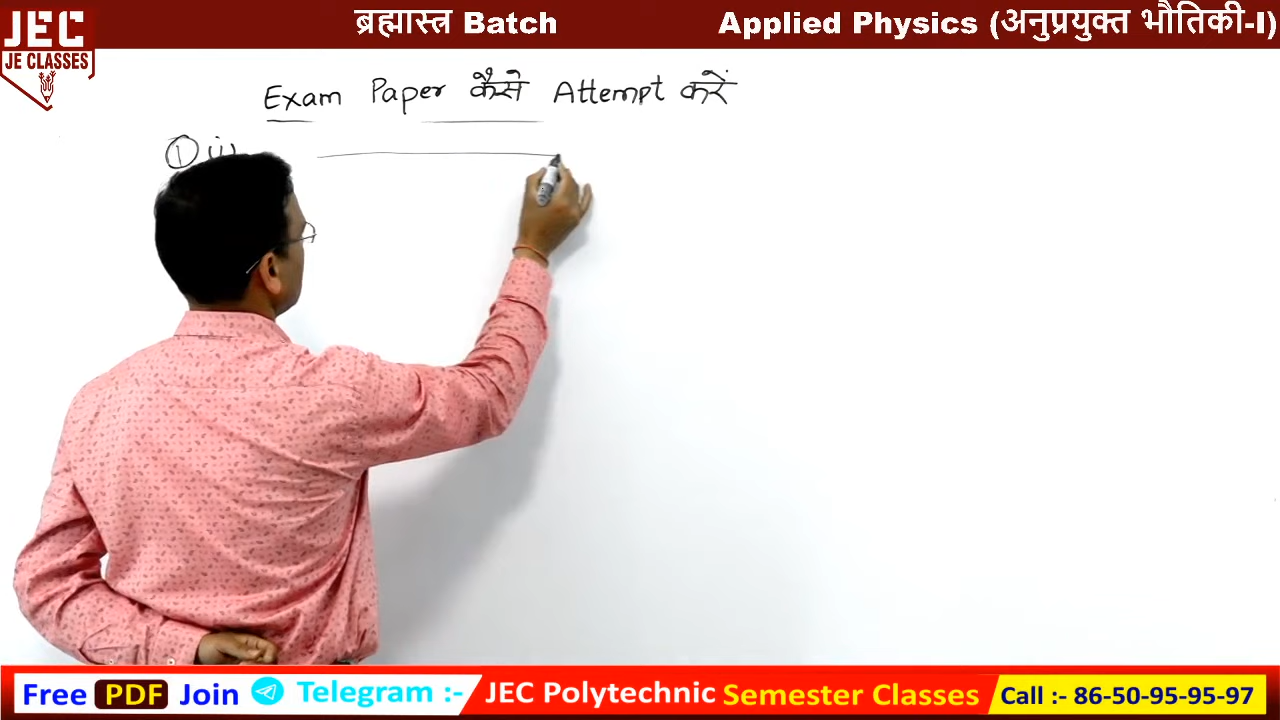 JEC
JE CLASSES
ब्रह्मास्त्र Batch
Applied Physics (अनुप्रयुक्त भौतिकी-I)
Exam Paper कैसे Attempt करें
① (i)
Free PDF Join Telegram :- JEC Polytechnic Semester Classes Call :- 86-50-95-95-97